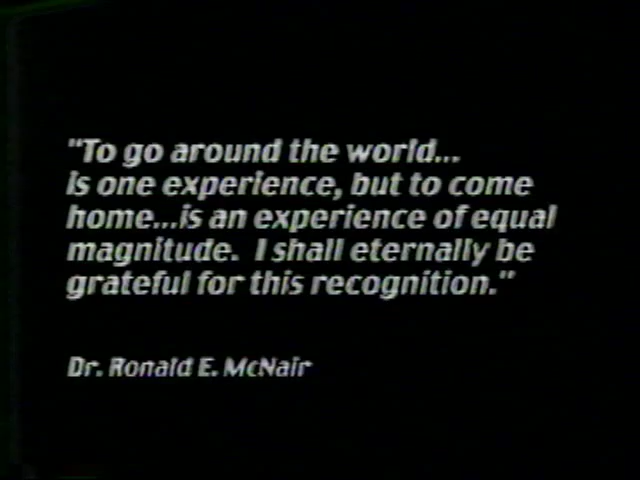 "To go around the world...
is one experience, but to come
home...is an experience of equal
magnitude.  I shall eternally be
grateful for this recognition."
Dr. Ronald E. McNair